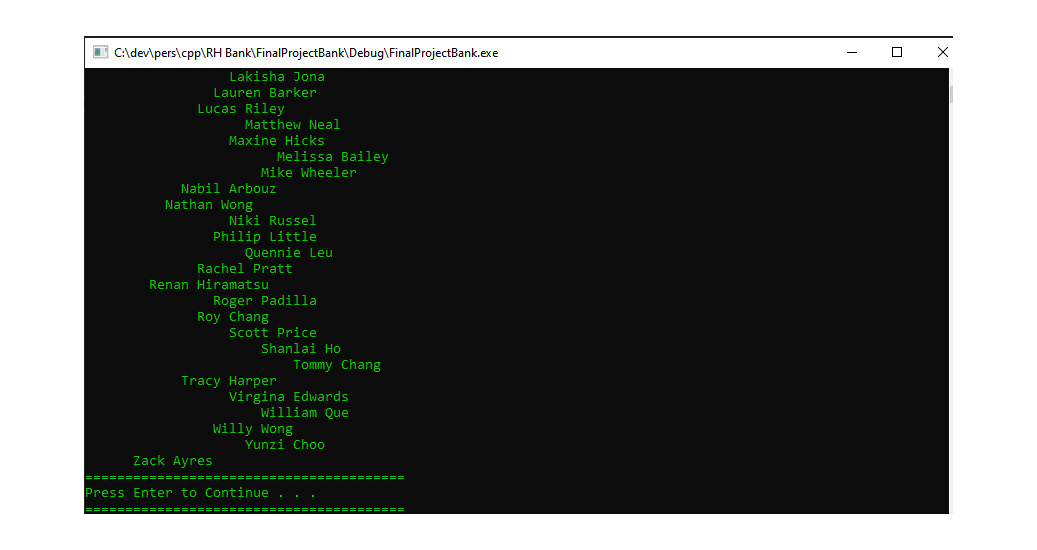 C:\dev\pers\cpp\RH Bank\FinalProjectBank\Debug\FinalProjectBank.exe
Lakisha Jona
Lauren Barker
Lucas Riley
Matthew Neal
Maxine Hicks
Melissa Bailey
Mike Wheeler
Nabil Arbouz
Nathan Wong
Niki Russel
Philip Little
Quennie Leu
Rachel Pratt
Renan Hiramatsu
Roger Padilla
Roy Chang
Scott Price
Shanlai Ho
Tommy Chang
Tracy Harper
Virgina Edwards
William Que
Willy Wong
Yunzi Choo
Zack Ayres
========================================
Press Enter to Continue . . .
========================================